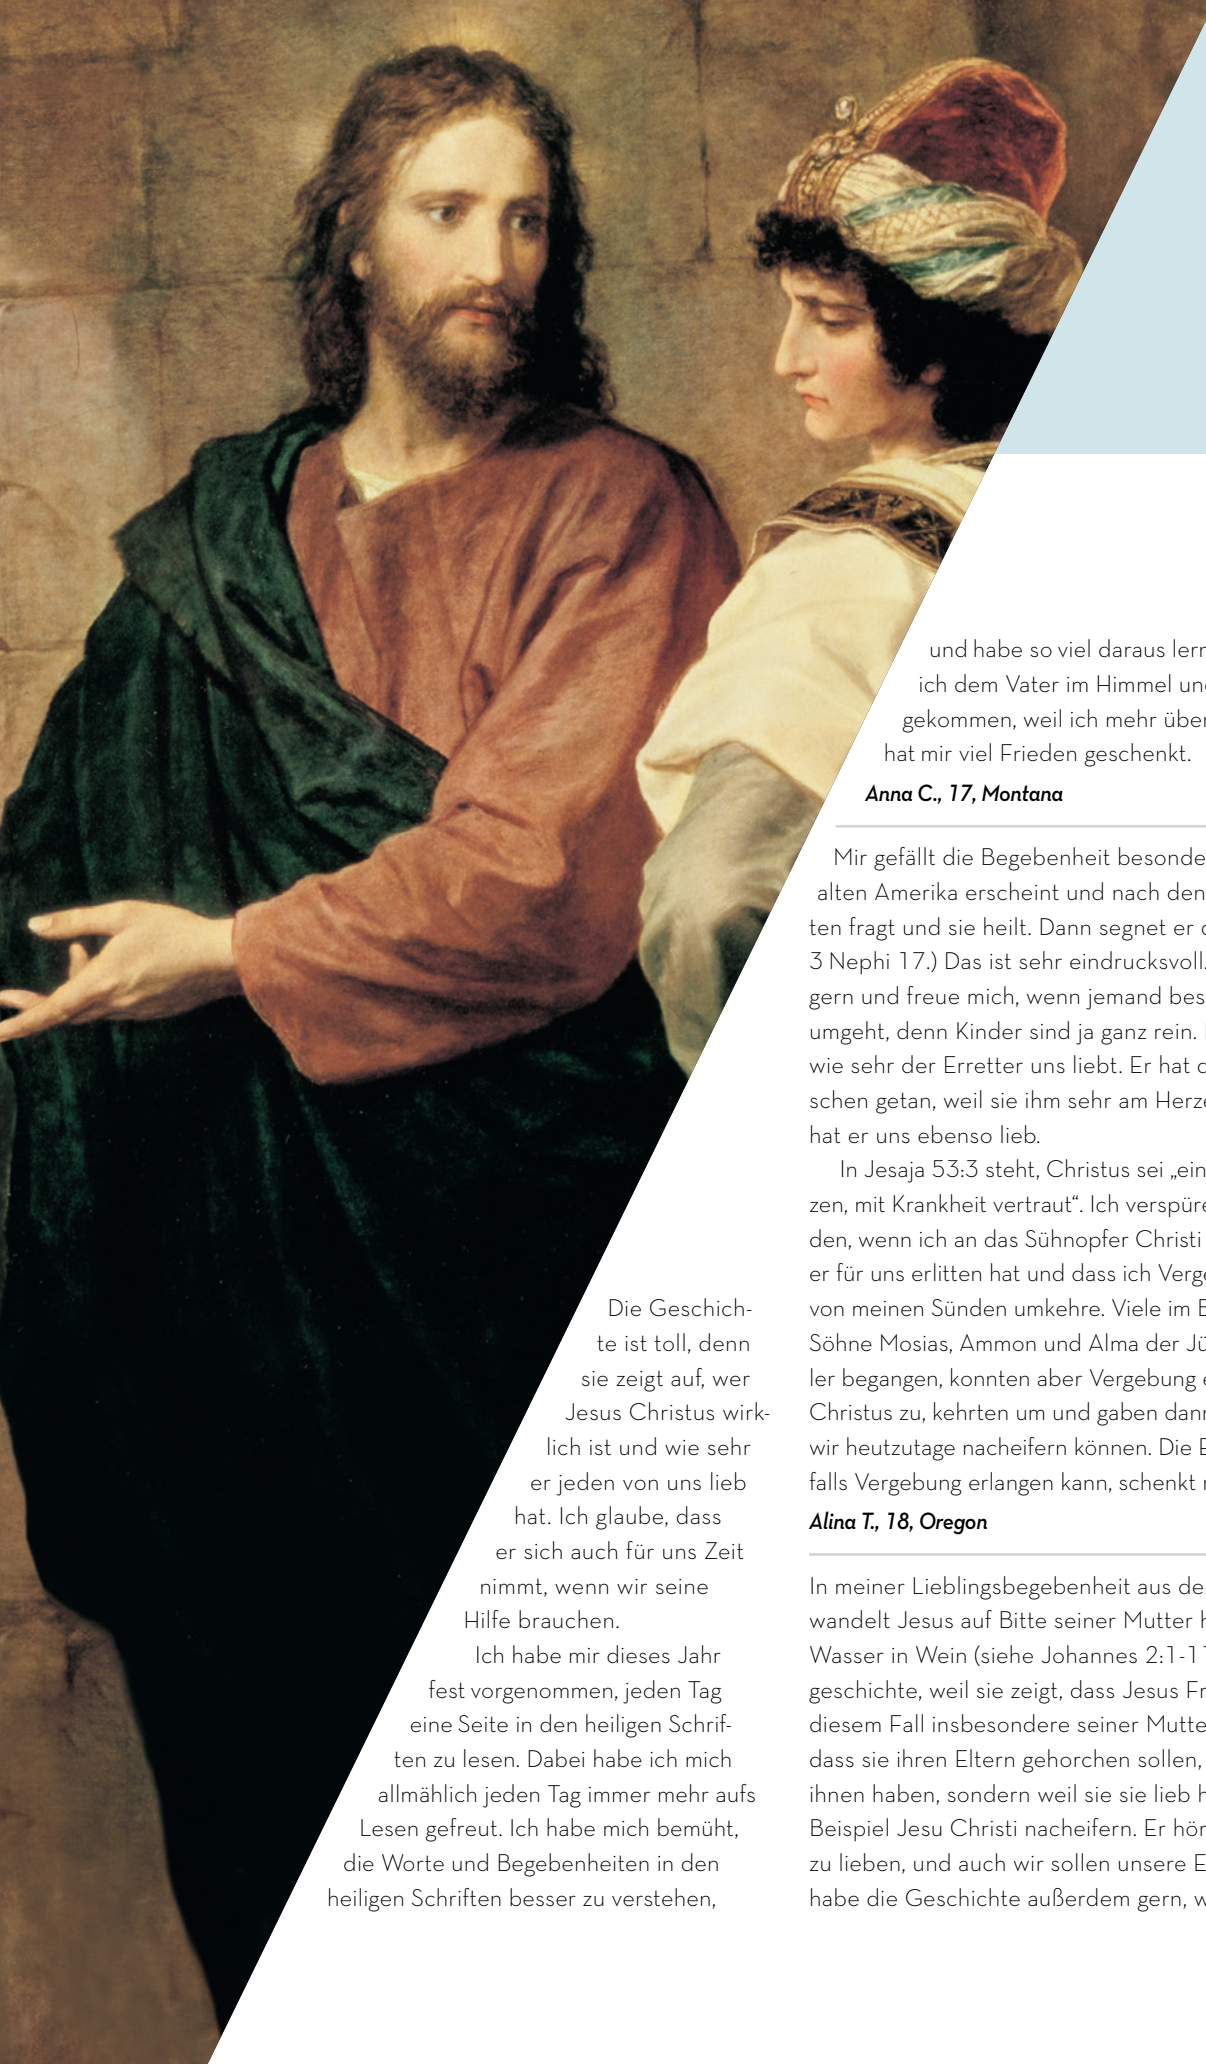 Die Geschich-
te ist toll, denn
sie zeigt auf, wer
Jesus Christus wirk-
lich ist und wie sehr
er jeden von uns lieb
hat. Ich glaube, dass
er sich auch für uns Zeit
nimmt, wenn wir seine
Hilfe brauchen.
Ich habe mir dieses Jahr
fest vorgenommen, jeden Tag
eine Seite in den heiligen Schrif-
ten zu lesen. Dabei habe ich mich
allmählich jeden Tag immer mehr aufs
Lesen gefreut. Ich habe mich bemüht,
die Worte und Begebenheiten in den
heiligen Schriften besser zu verstehen,
und habe so viel daraus
ich dem Vater im Himmel
gekommen, weil ich mehr
hat mir viel Frieden geschenkt.
Anna C., 17, Montana
Mir gefällt die Begebenheit
alten Amerika erscheint und nach den
ten fragt und sie heilt. Dann segnet er
3 Nephi 17.) Das ist sehr eindrucksvoll.
gern und freue mich, wenn jemand
umgeht, denn Kinder sind ja ganz rein.
wie sehr der Erretter uns liebt. Er hat
schen getan, weil sie ihm sehr am
hat er uns ebenso lieb.
In Jesaja 53:3 steht, Christus sei „ein
zen, mit Krankheit vertraut“. Ich
den, wenn ich an das Sühnopfer Christi
er für uns erlitten hat und dass ich
von meinen Sünden umkehre. Viele im
Söhne Mosias, Ammon und Alma der
ler begangen, konnten aber Vergebung
Christus zu, kehrten um und gaben
wir heutzutage nacheifern können. Die
falls Vergebung erlangen kann, schenkt
Alina T., 18, Oregon
In meiner Lieblingsbegebenheit aus
wandelt Jesus auf Bitte seiner Mutter
Wasser in Wein (siehe Johannes 2:1-11
geschichte, weil sie zeigt, dass Jesus
diesem Fall insbesondere seiner
dass sie ihren Eltern gehorchen sollen,
ihnen haben, sondern weil sie sie lieb
Beispiel Jesu Christi nacheifern. Er
zu lieben, und auch wir sollen unsere
habe die Geschichte außerdem gern,